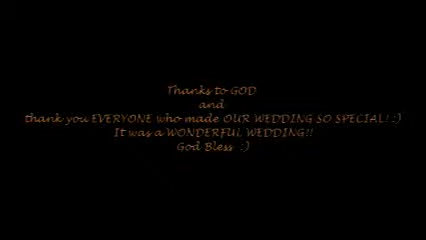 Thanks to GOD
and
thank you EVERYONE who made OUR WEDDING SO SPECIAL! :)
It was a WONDERFUL WEDDING!!
God Bless :)